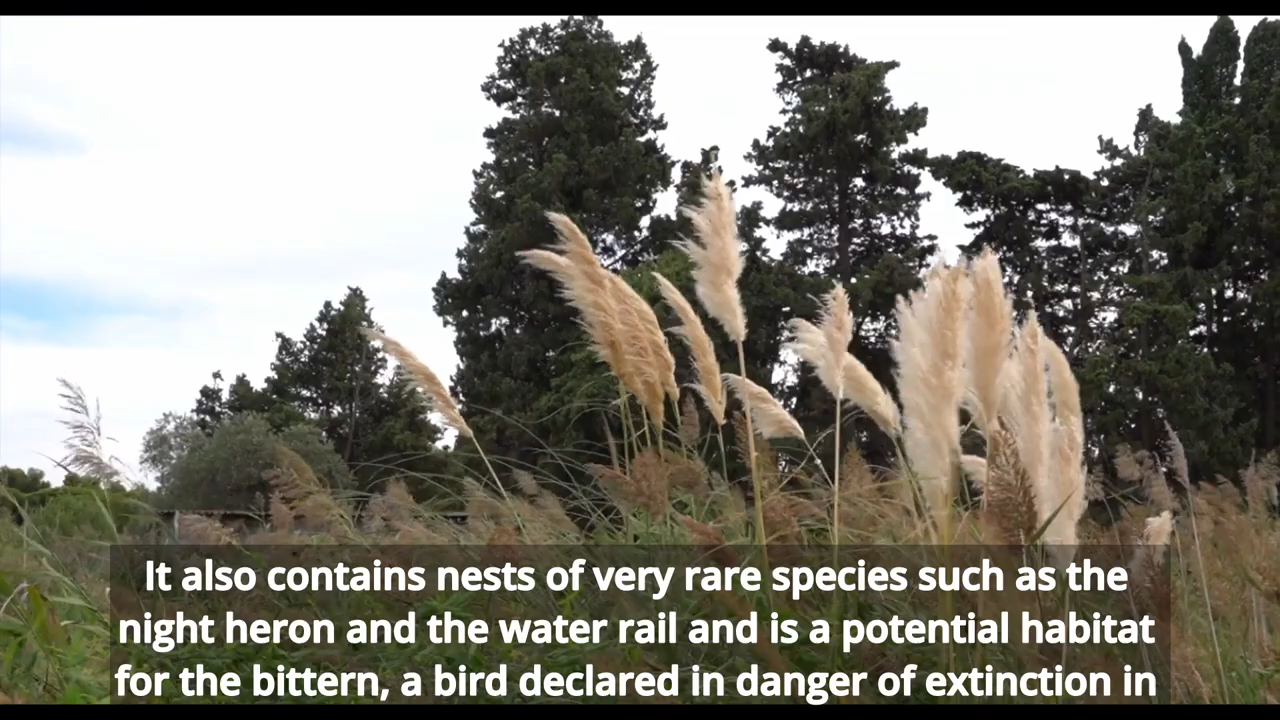 It also contains nests of very rare species such as the
night heron and the water rail and is a potential habitat
for the bittern, a bird declared in danger of extinction in